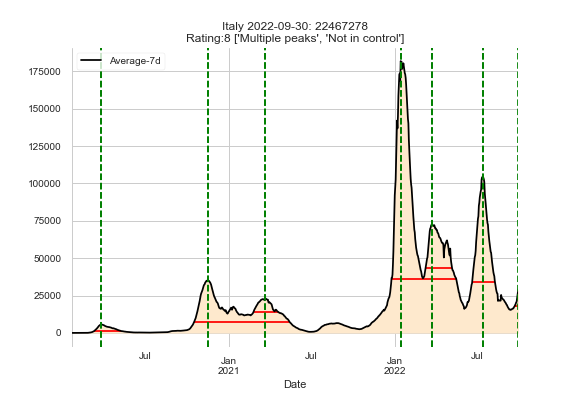 Italy 2022-09-30: 22467278
Rating:8 ['Multiple peaks', 'Not in control']
Average-7d
175000
150000
125000
100000
75000
50000
25000
0
Jul
Jan
2021
Jul
Jan
2022
Jul
Date